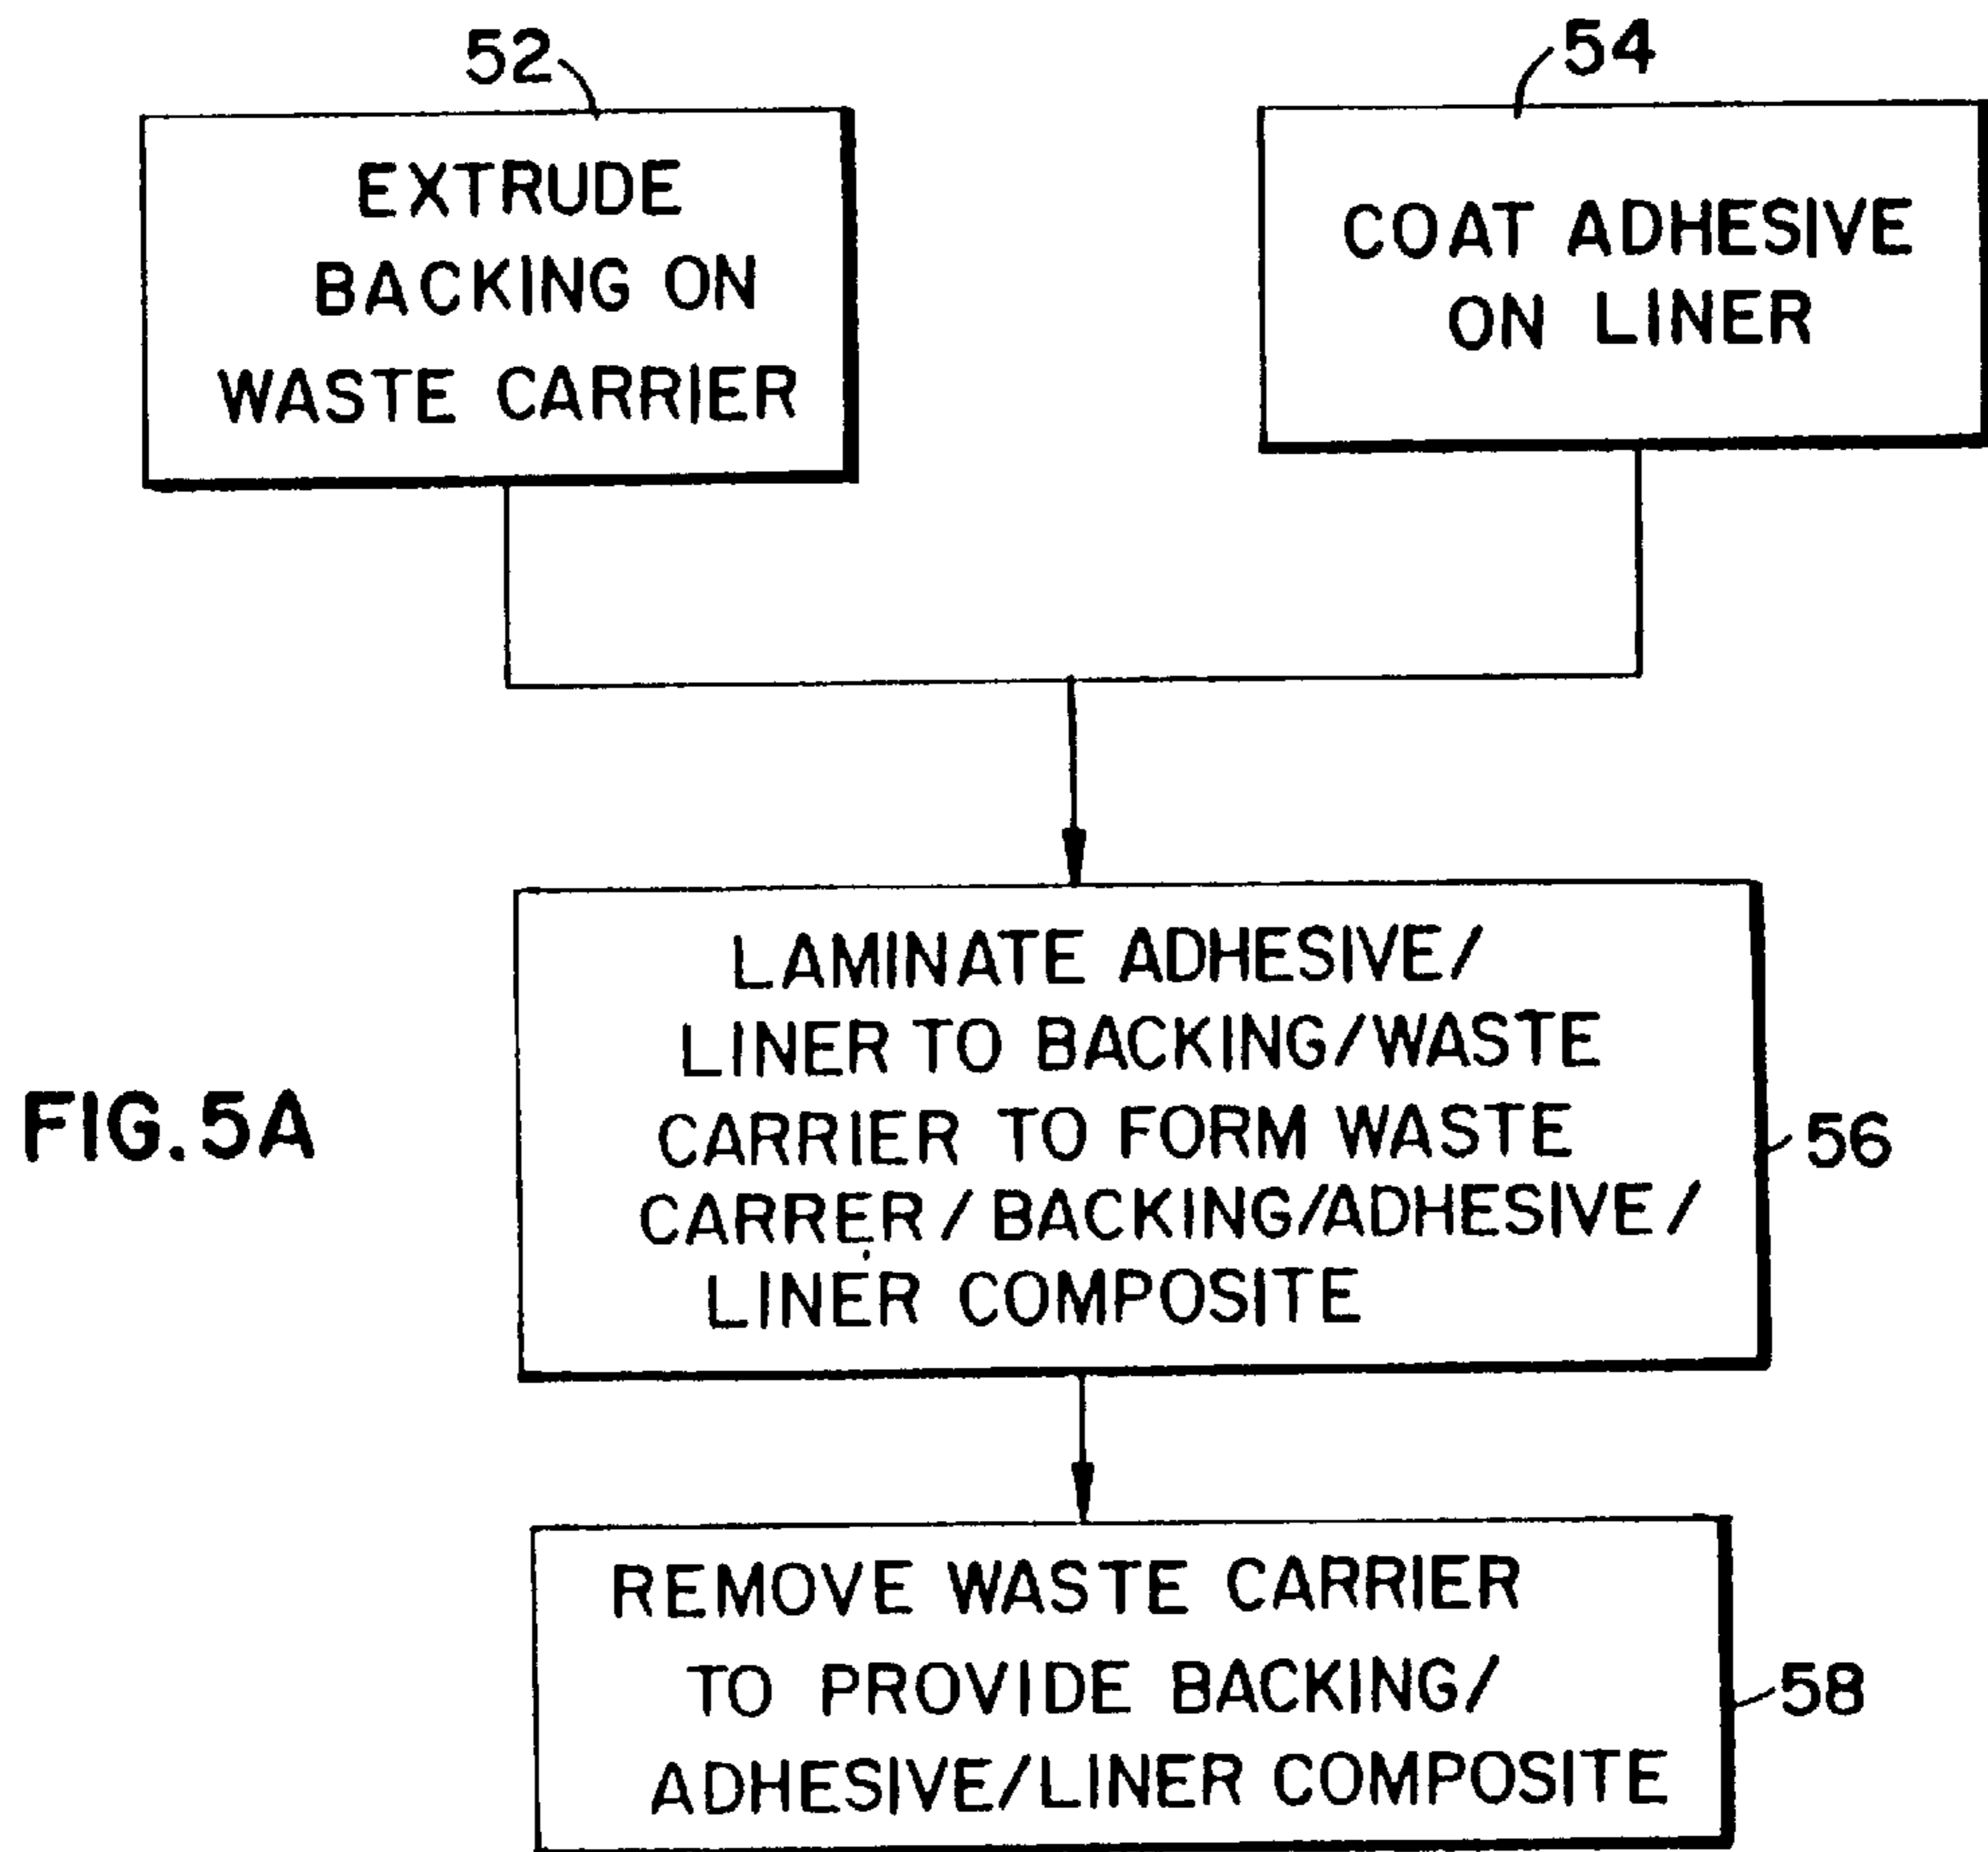 52
EXTRUDE
BACKING ON
WASTE CARRIER
54
COAT ADHESIVE
ON LINER
LAMINATE ADHESIVE/
LINER TO BACKING/WASTE
CARRIER TO FORM WASTE
CARRER/BACKING/ADHESIVE/
LINER COMPOSITE
56
FIG.5A
REMOVE WASTE CARRIER
TO PROVIDE BACKING/
ADHESIVE/LINER COMPOSITE
58